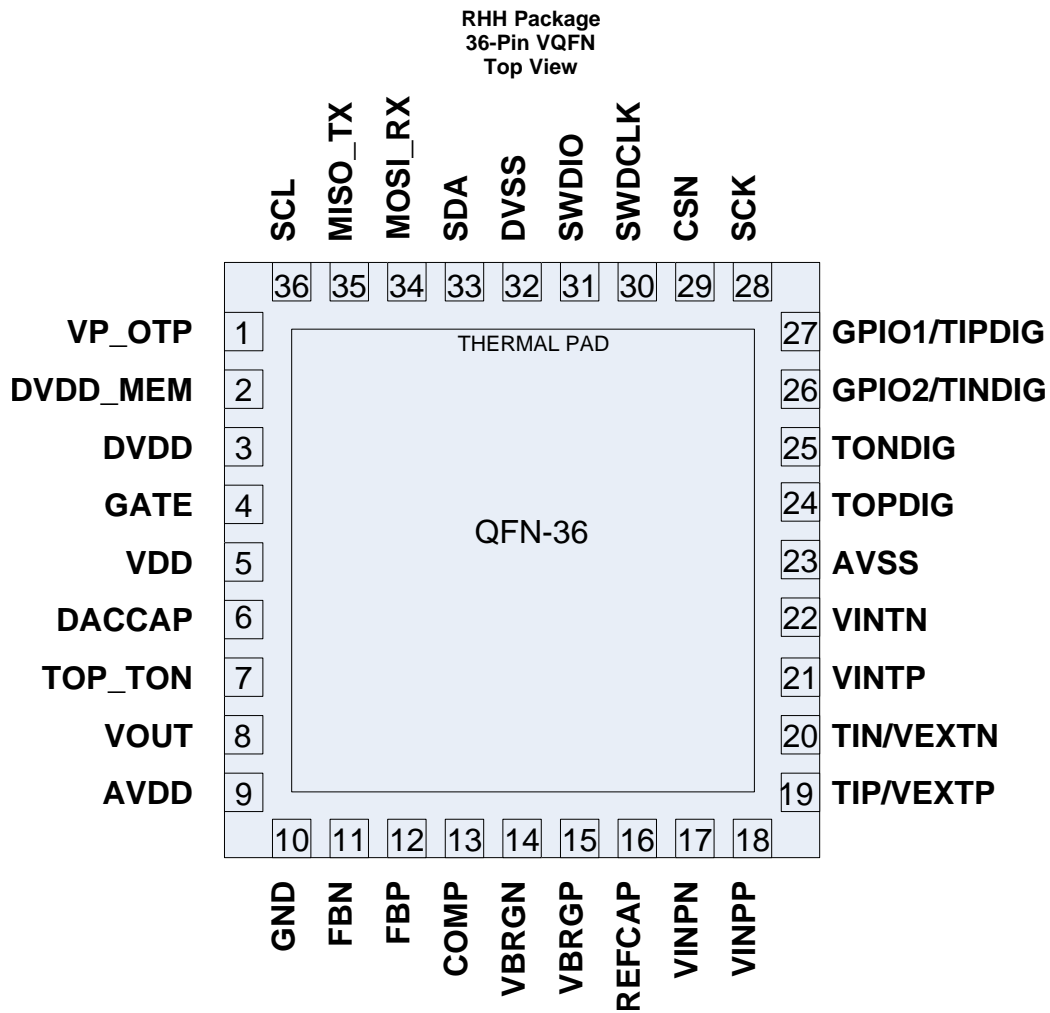 RHH Package
36-Pin VQFN
Top View
SCL
MISO_TX
MOSI_RX
SDA
DVSS
SWDIO
SWDCLK
CSN
SCK
36 35 34 33 32 31 30 29 28
VP_OTP 1
DVDD_MEM 2
DVDD 3
GATE 4
VDD 5
DACCAP 6
TOP_TON 7
VOUT 8
AVDD 9
THERMAL PAD
QFN-36
27 GPIO1/TIPDIG
26 GPIO2/TINDIG
25 TONDIG
24 TOPDIG
23 AVSS
22 VINTN
21 VINTP
20 TIN/VEXTN
19 TIP/VEXTP
10 11 12 13 14 15 16 17 18
GND
FBN
FBP
COMP
VBRGN
VBRGP
REFCAP
VINPN
VINPP